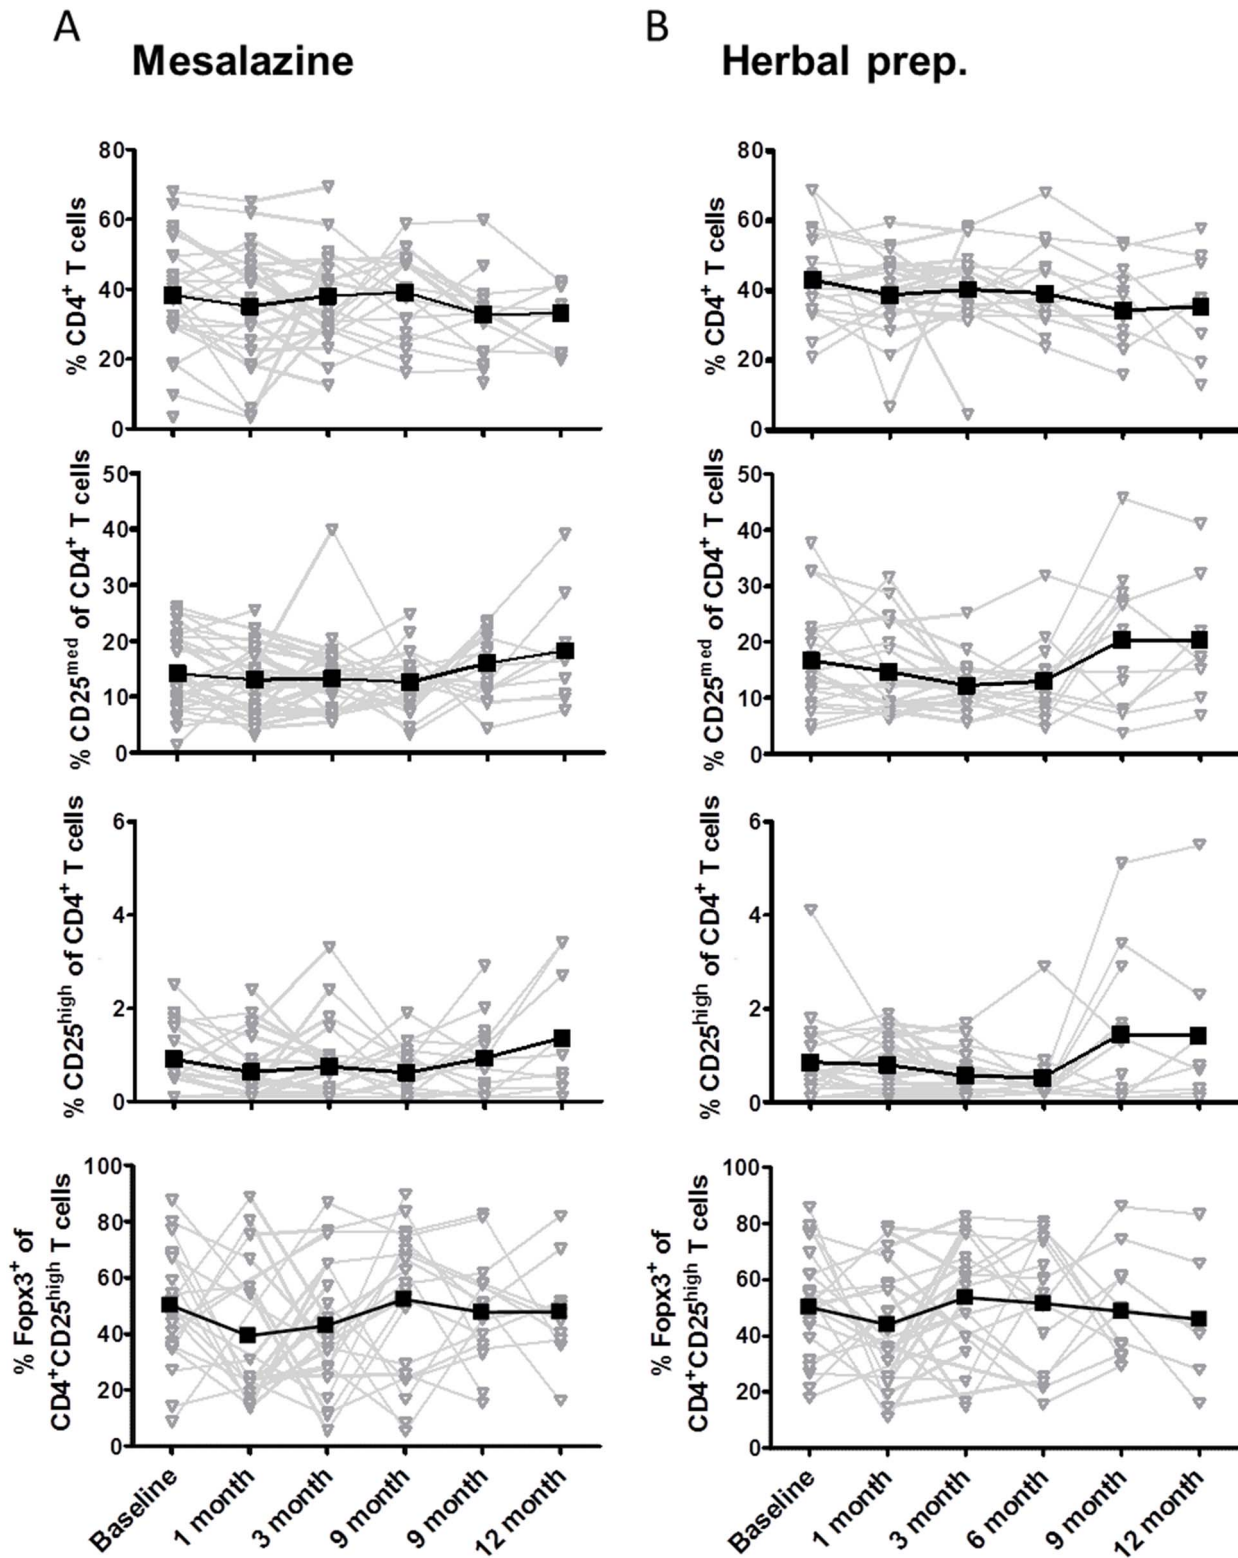 A
Mesalazine
B
Herbal prep.
% CD4+ T cells
80
60
40
20
0
% CD4+ T cells
80
60
40
20
0
% CD25med of CD4+ T cells
50
40
30
20
10
0
% CD25med of CD4+ T cells
50
40
30
20
10
0
% CD25high of CD4+ T cells
6
4
2
0
% CD25high of CD4+ T cells
6
4
2
0
% Fopx3+ of
CD4+CD25high T cells
100
80
60
40
20
0
% Fopx3+ of
CD4+CD25high T cells
100
80
60
40
20
0
Baseline
1 month
3 month
9 month
9 month
12 month
Baseline
1 month
3 month
6 month
9 month
12 month